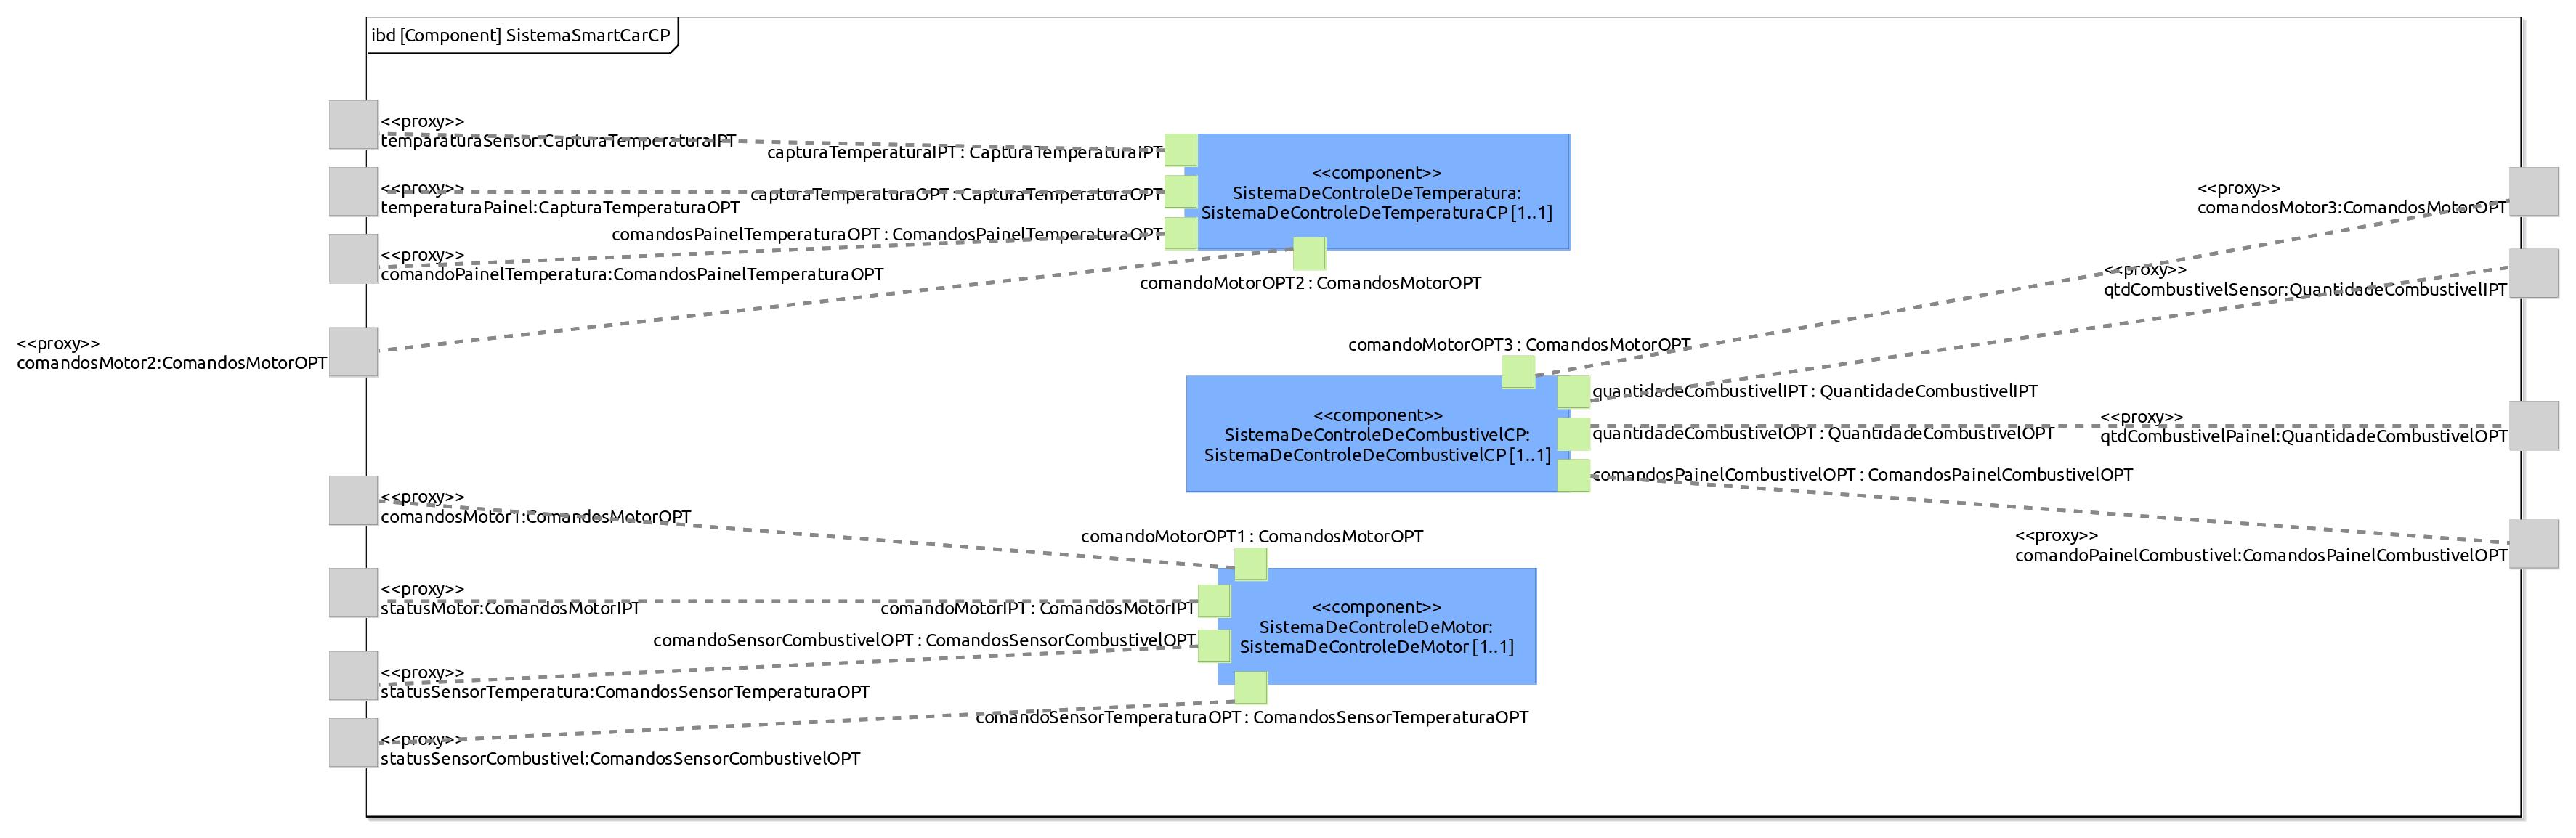 ibd [Component] SistemaSmartCarCP
<<proxy>>
temparaturaSensor:CapturaTemperaturaIPT
capturaTemperaturaIPT : CapturaTemperaturaIPT
<<proxy>>
temperaturaPainel:CapturaTemperaturaOPT
capturaTemperaturaOPT : CapturaTemperaturaOPT
<<proxy>>
comandoPainelTemperatura:ComandosPainelTemperaturaOPT
comandosPainelTemperaturaOPT : ComandosPainelTemperaturaOPT
<<component>>
SistemaDeControleDeTemperatura:
SistemaDeControleDeTemperaturaCP [1..1]
comandoMotorOPT2 : ComandosMotorOPT
<<proxy>>
comandosMotor2:ComandosMotorOPT
<<proxy>>
comandosMotor3:ComandosMotorOPT
<<proxy>>
qtdCombustivelSensor:QuantidadeCombustivelIPT
comandoMotorOPT3 : ComandosMotorOPT
<<component>>
SistemaDeControleDeCombustivelCP:
SistemaDeControleDeCombustivelCP [1..1]
quantidadeCombustivelIPT : QuantidadeCombustivelIPT
quantidadeCombustivelOPT : QuantidadeCombustivelOPT
comandosPainelCombustivelOPT : ComandosPainelCombustivelOPT
<<proxy>>
qtdCombustivelPainel:QuantidadeCombustivelOPT
<<proxy>>
comandoPainelCombustivel:ComandosPainelCombustivelOPT
<<proxy>>
comandosMotor1:ComandosMotorOPT
comandoMotorOPT1 : ComandosMotorOPT
<<proxy>>
statusMotor:ComandosMotorIPT
comandoMotorIPT : ComandosMotorIPT
comandoSensorCombustivelOPT : ComandosSensorCombustivelOPT
<<component>>
SistemaDeControleDeMotor:
SistemaDeControleDeMotor [1..1]
<<proxy>>
statusSensorTemperatura:ComandosSensorTemperaturaOPT
comandoSensorTemperaturaOPT : ComandosSensorTemperaturaOPT
<<proxy>>
statusSensorCombustivel:ComandosSensorCombustivelOPT